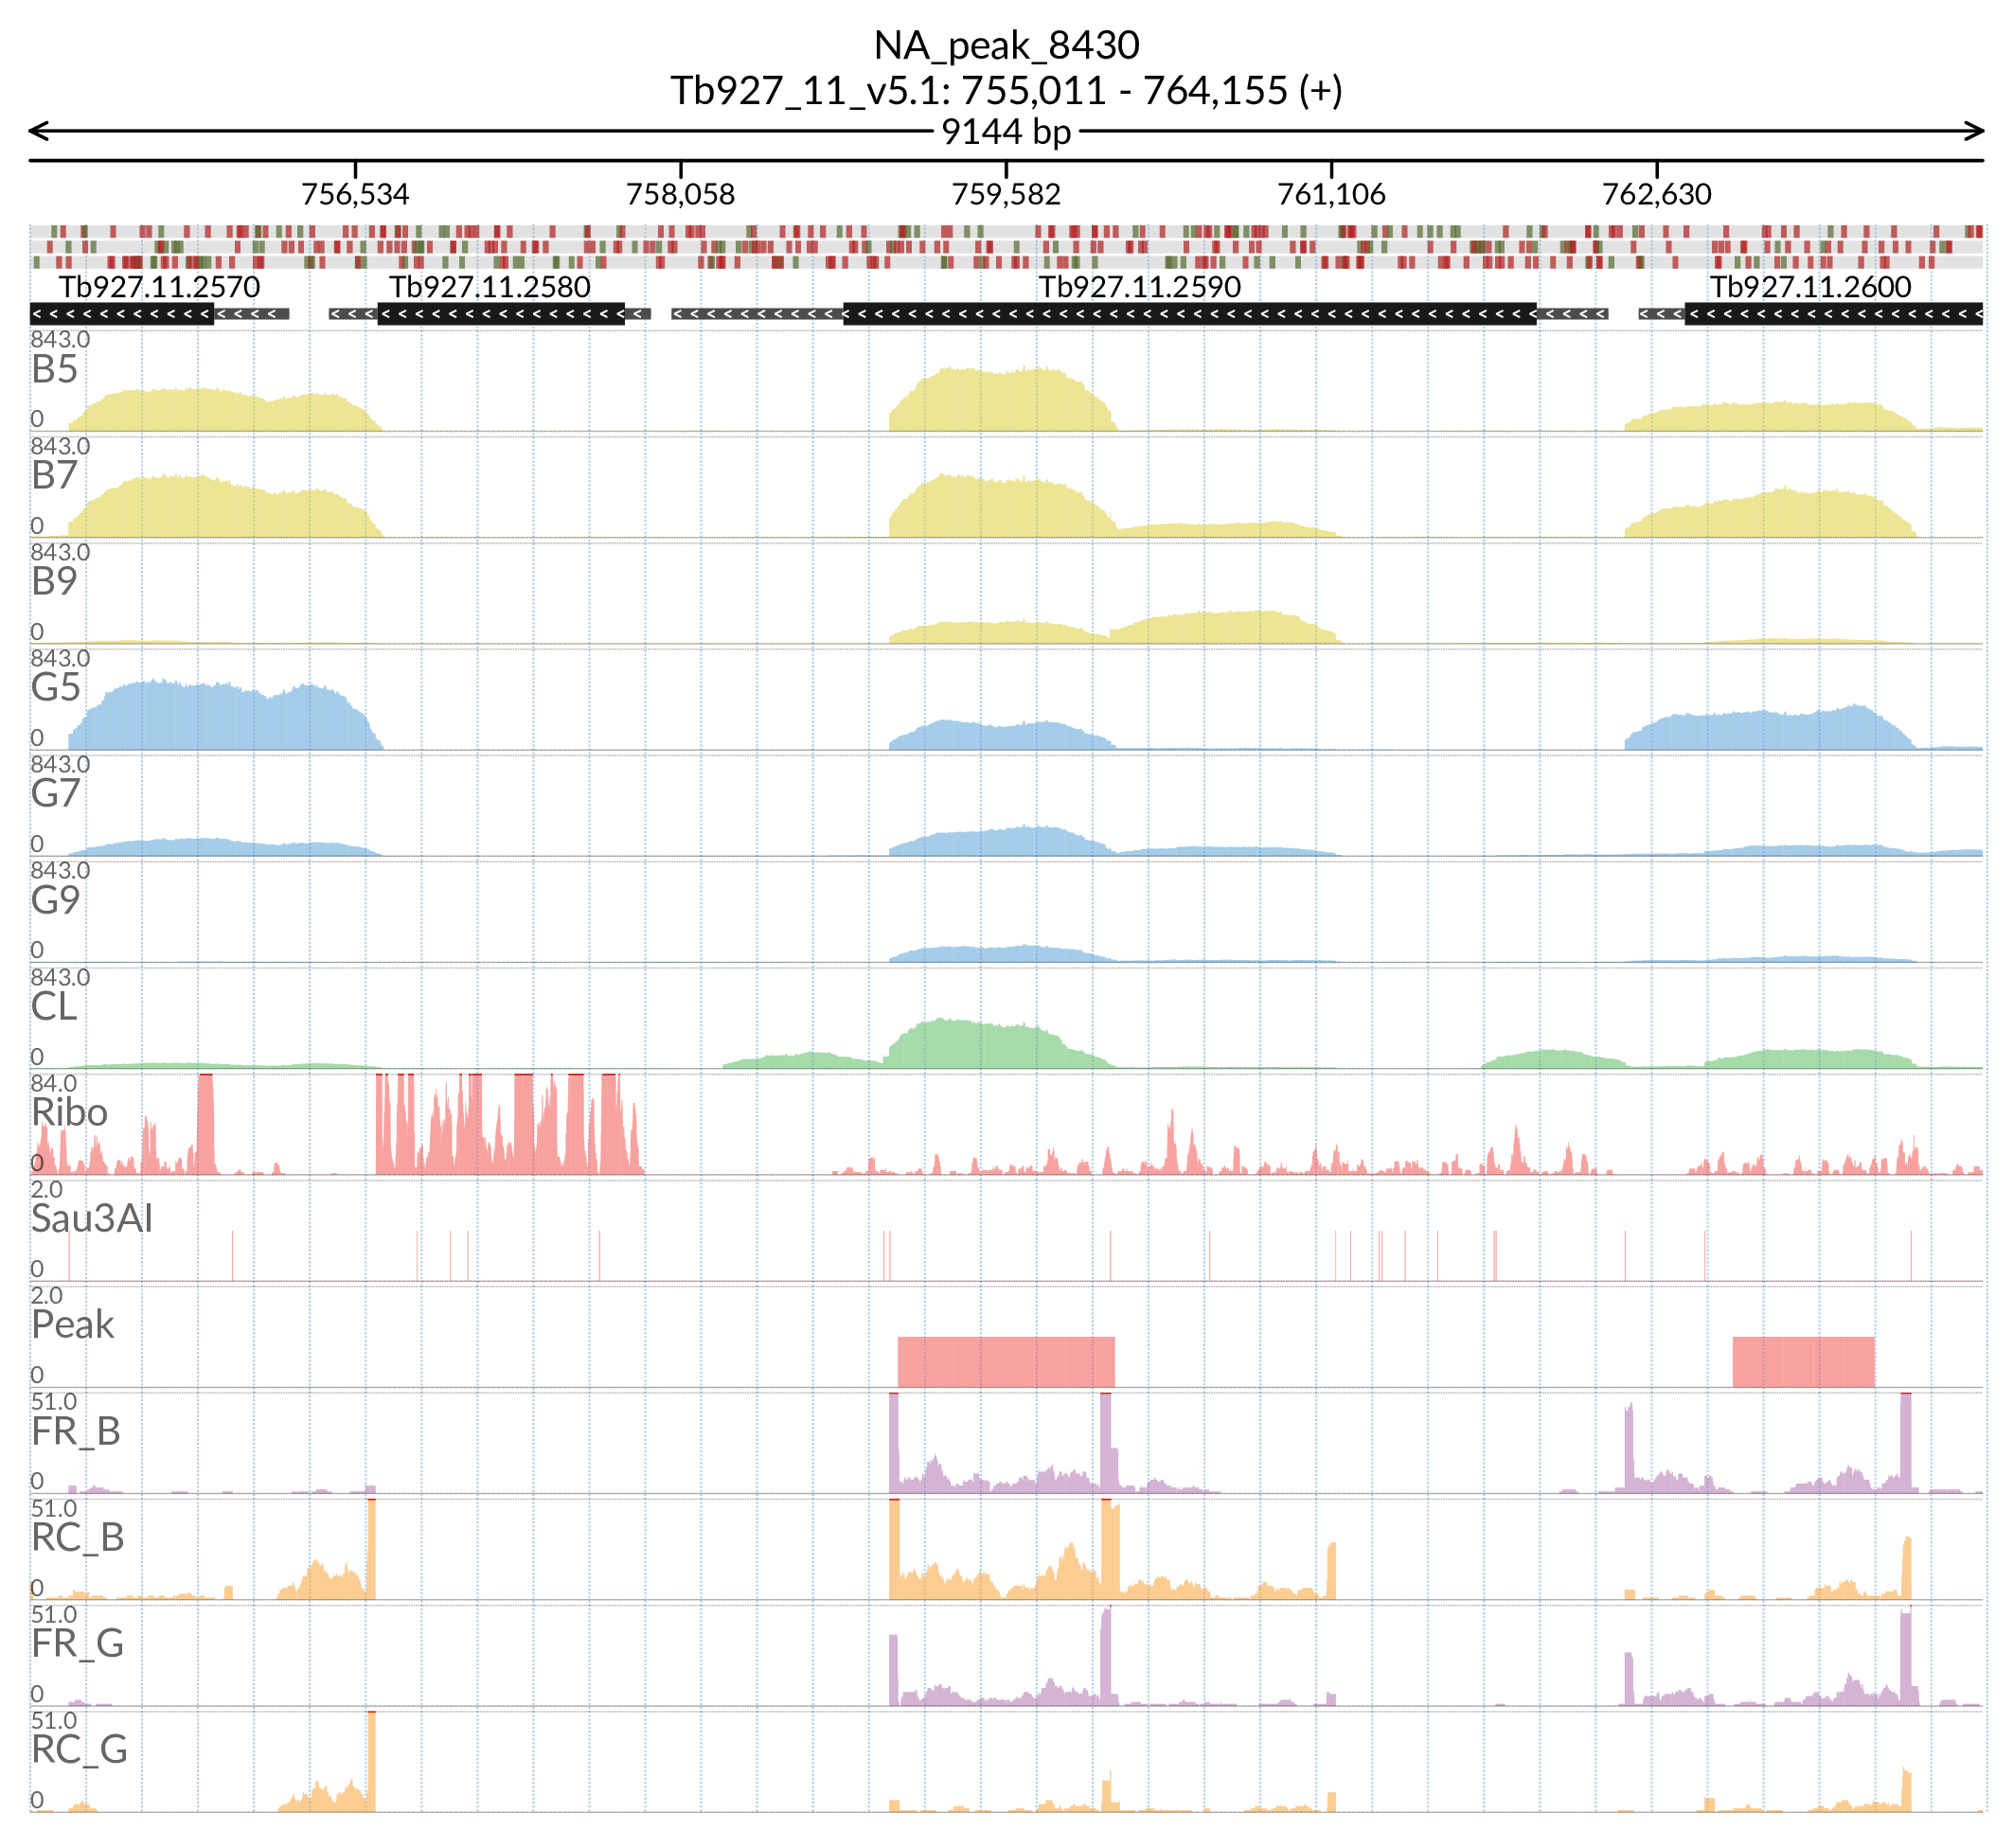 NA_peak_8430
Tb927_11_v5.1: 755,011 - 764,155 (+)
9144 bp
756,534 758,058 759,582 761,106 762,630
Tb927.11.2570 Tb927.11.2580 Tb927.11.2590 Tb927.11.2600
843.0
B5
0
843.0
B7
0
843.0
B9
0
843.0
G5
0
843.0
G7
0
843.0
G9
0
843.0
CL
0
84.0
Ribo
0
2.0
Sau3AI
0
2.0
Peak
0
51.0
FR_B
0
51.0
RC_B
0
51.0
FR_G
0
51.0
RC_G
0